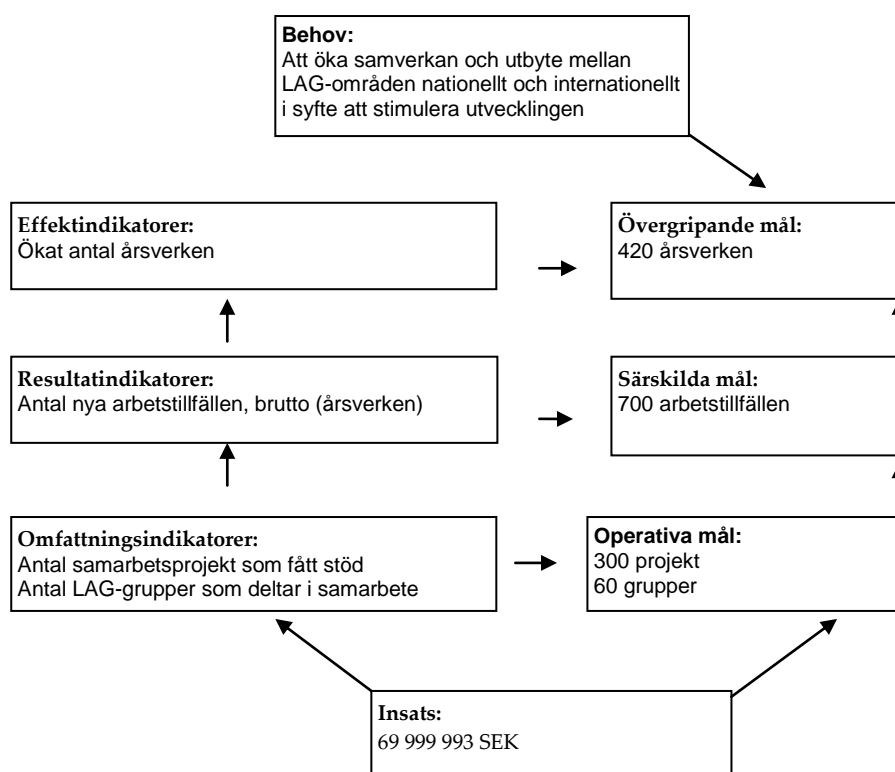 Behov:
Att öka samverkan och utbyte mellan
LAG-områden nationellt och internationellt
i syfte att stimulera utvecklingen
Effektindikatorer:
Ökat antal årsverken
Övergripande mål:
420 årsverken
Resultatindikatorer:
Antal nya arbetstillfällen, brutto (årsverken)
Särskilda mål:
700 arbetstillfällen
Omfattningsindikatorer:
Antal samarbetsprojekt som fått stöd
Antal LAG-grupper som deltar i samarbete
Operativa mål:
300 projekt
60 grupper
Insats:
69 999 993 SEK